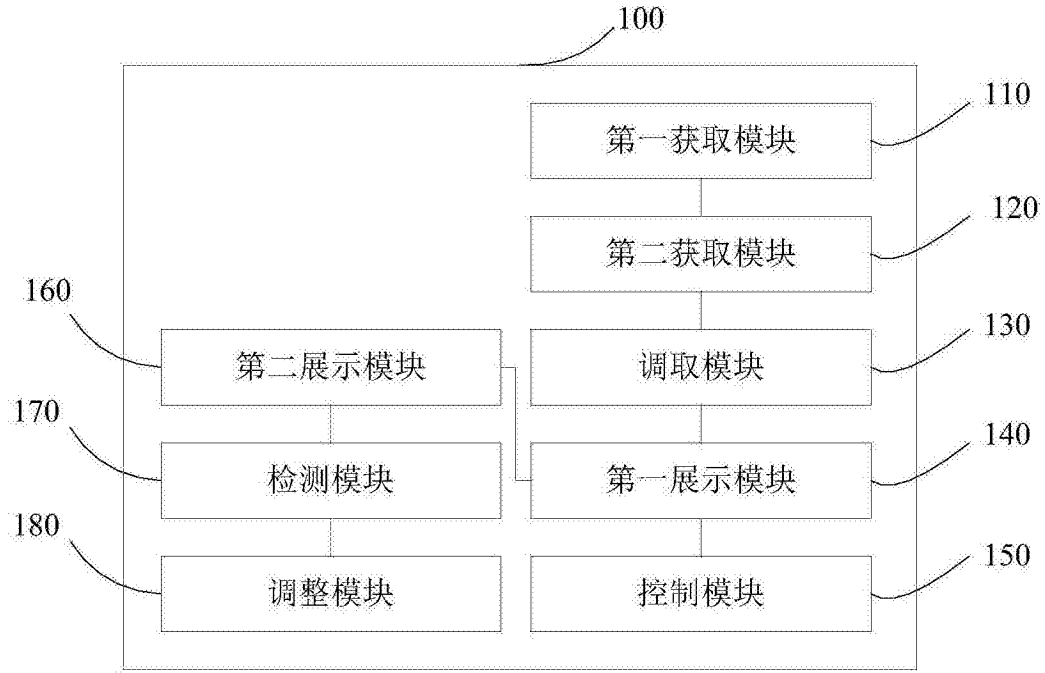 100
第一获取模块
110
第二获取模块
120
160
第二展示模块
调取模块
130
170
检测模块
第一展示模块
140
180
调整模块
控制模块
150